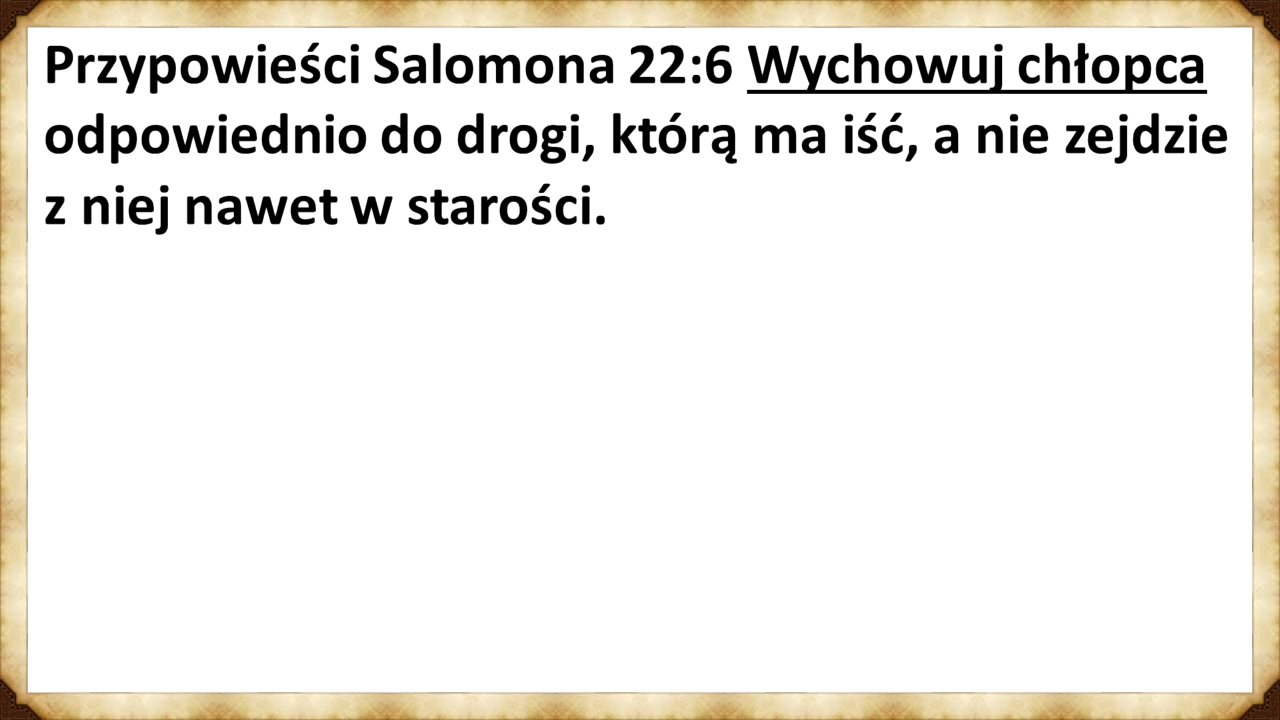 Przypowieści Salomona 22:6 Wychowuj chłopca
odpowiednio do drogi, którą ma iść, a nie zejdzie
z niej nawet w starości.